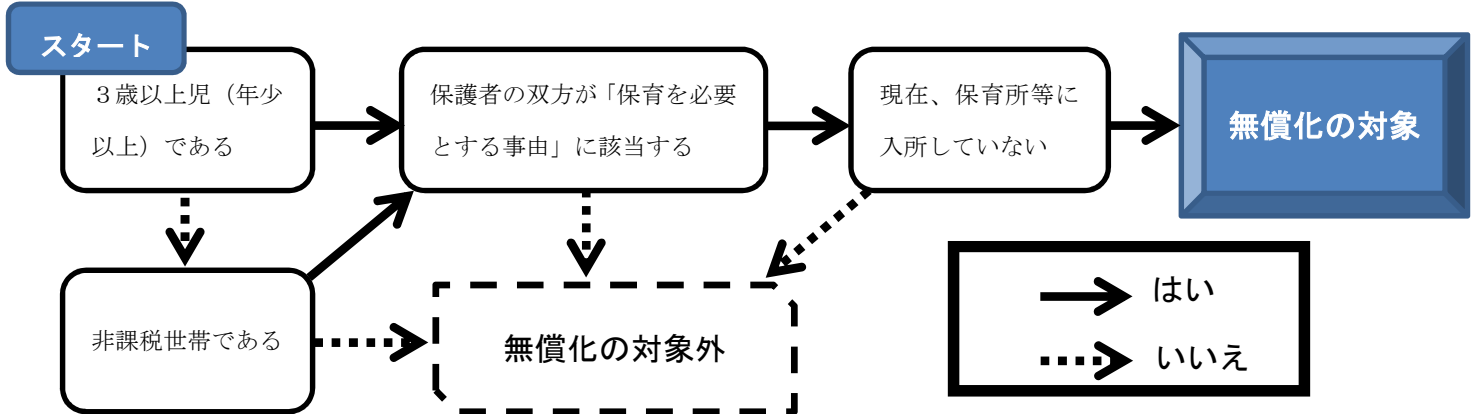 スタート
３歳以上児（年少
以上）である
保護者の双方が「保育を必要
とする事由」に該当する
現在、保育所等に
入所していない
無償化の対象
非課税世帯である
無償化の対象外
はい
いいえ